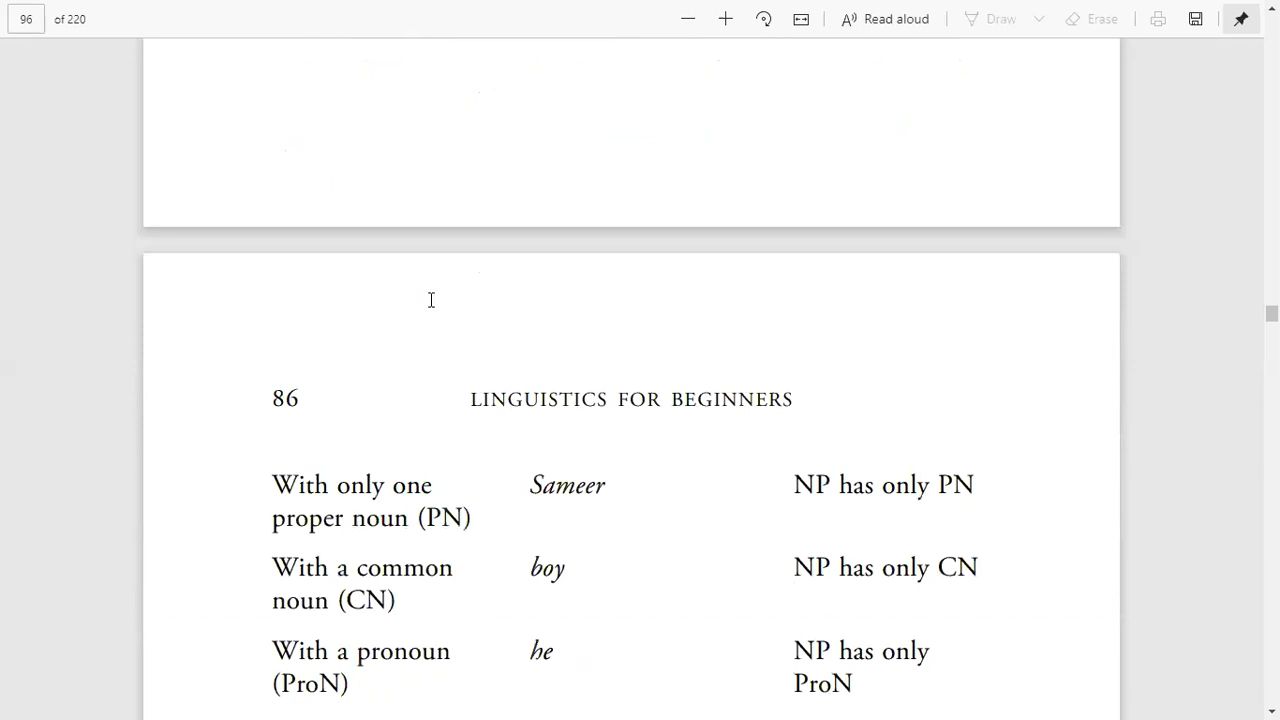 96 of 220 Read aloud Draw Erase
86 LINGUISTICS FOR BEGINNERS
With only one Sameer NP has only PN
proper noun (PN)
With a common boy NP has only CN
noun (CN)
With a pronoun he NP has only
(ProN) ProN